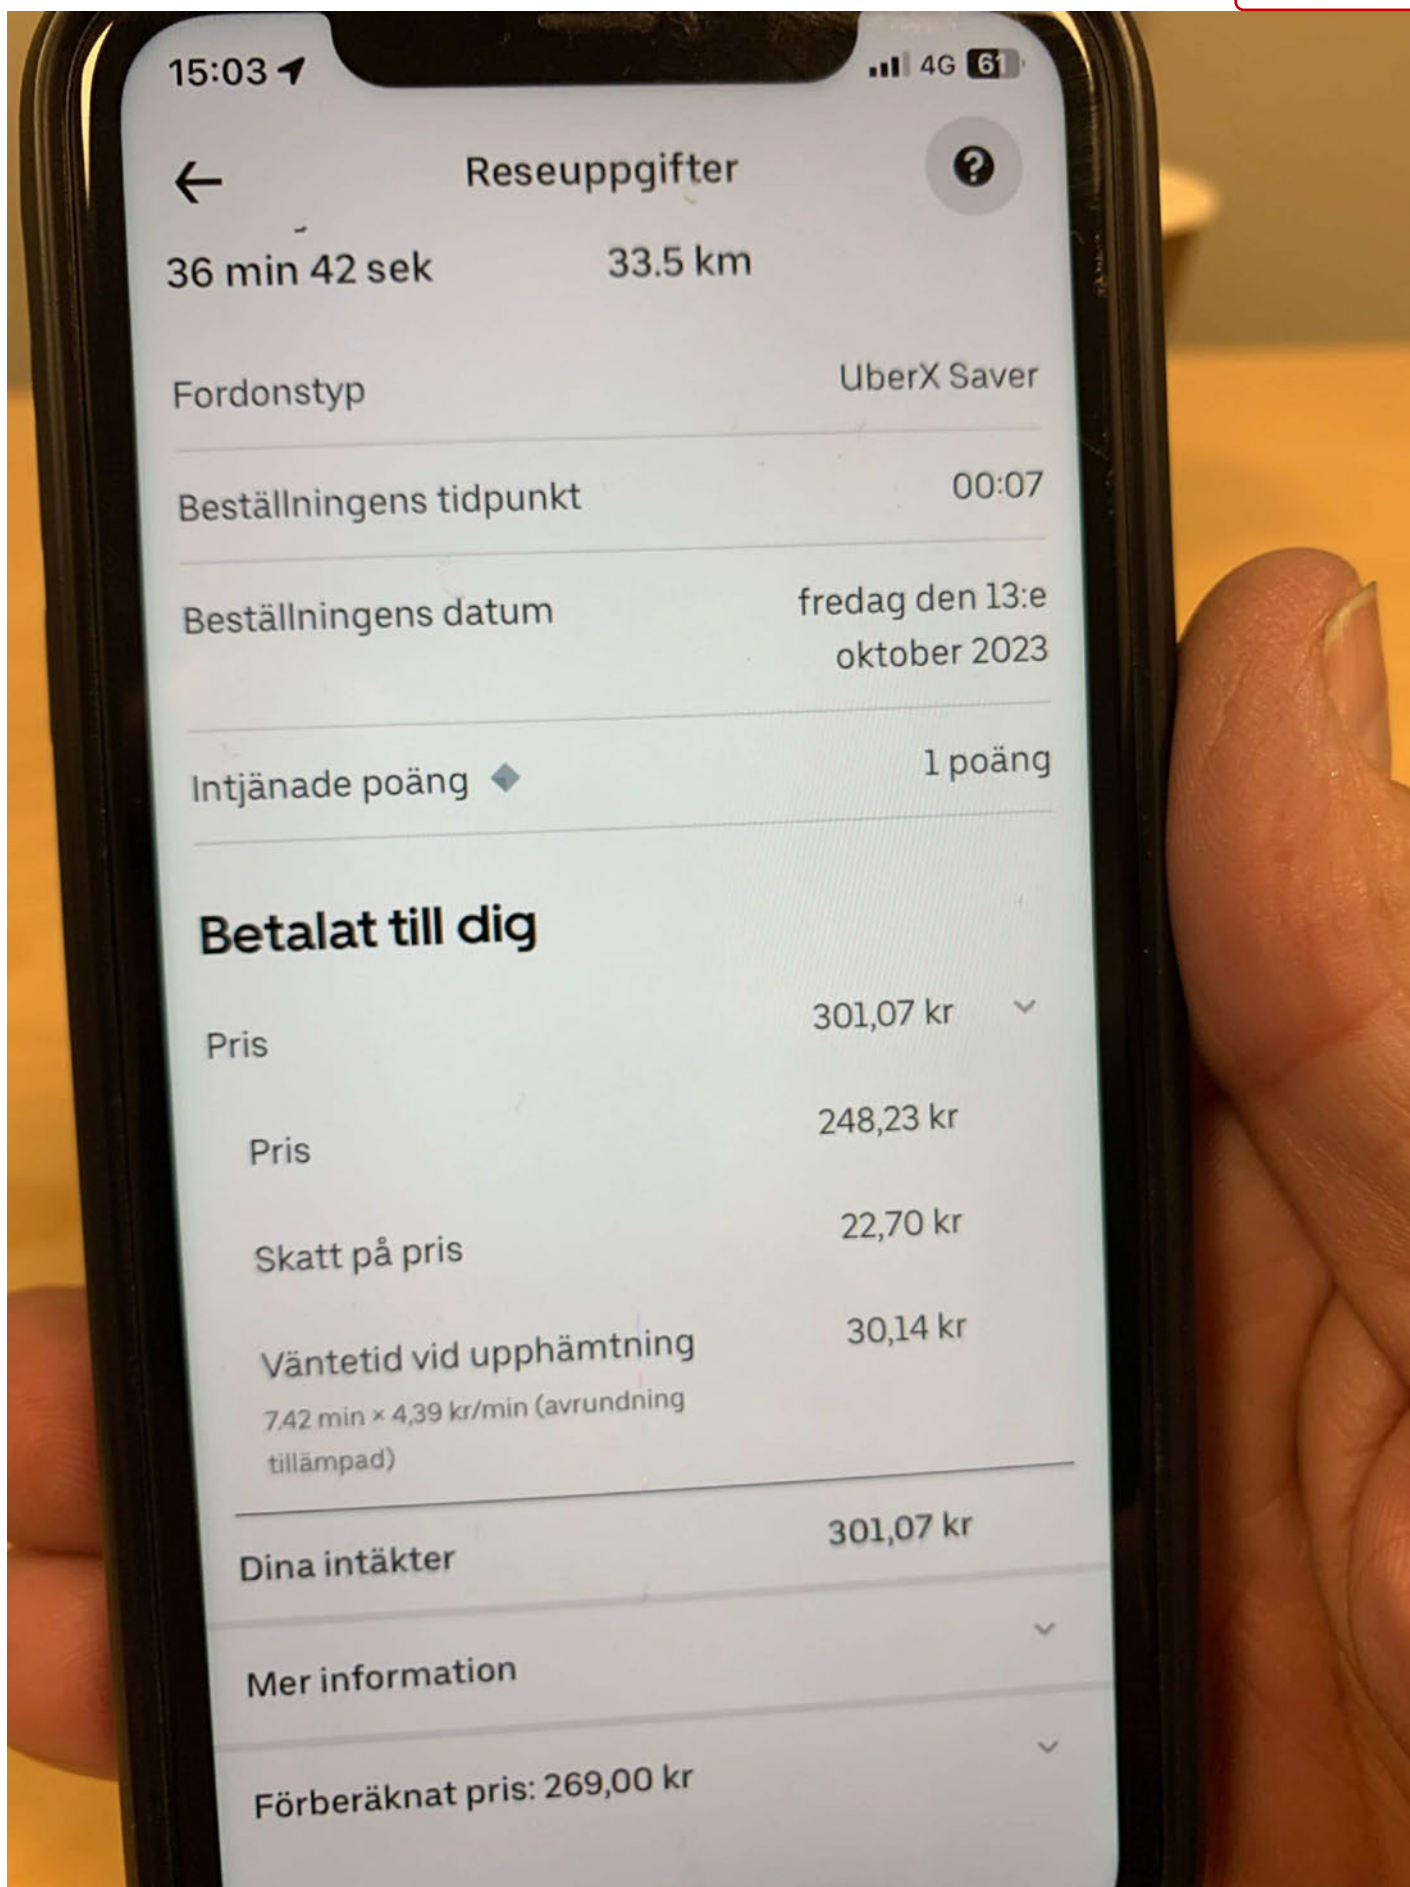 15:03 4G 61
Reseuppgifter
36 min 42 sek 33.5 km
Fordonstyp UberX Saver
Beställningens tidpunkt 00:07
Beställningens datum fredag den 13:e
oktober 2023
Intjänade poäng 1 poäng
Betalat till dig
Pris 301,07 kr
Pris 248,23 kr
Skatt på pris 22,70 kr
Väntetid vid upphämtning 30,14 kr
7.42 min × 4,39 kr/min (avrundning
tillämpad)
Dina intäkter 301,07 kr
Mer information
Förberäknat pris: 269,00 kr